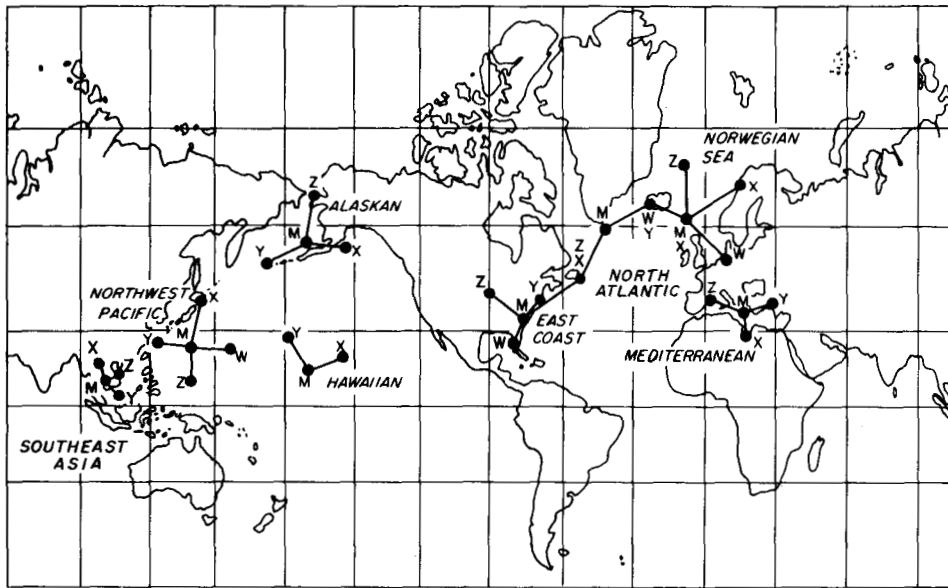 NORWEGIAN
SEA
Z
X
Z
ALASKAN
M
W
Y
M
X
W
M
Y
X
Z
X
NORTH
ATLANTIC
NORTHWEST
PACIFIC
X
Z
Y
M
EAST
COAST
W
Z
M
Y
X
MEDITERRANEAN
Y
M
W
Z
Y
X
M
HAWAIIAN
X
Z
M
Y
SOUTHEAST
ASIA